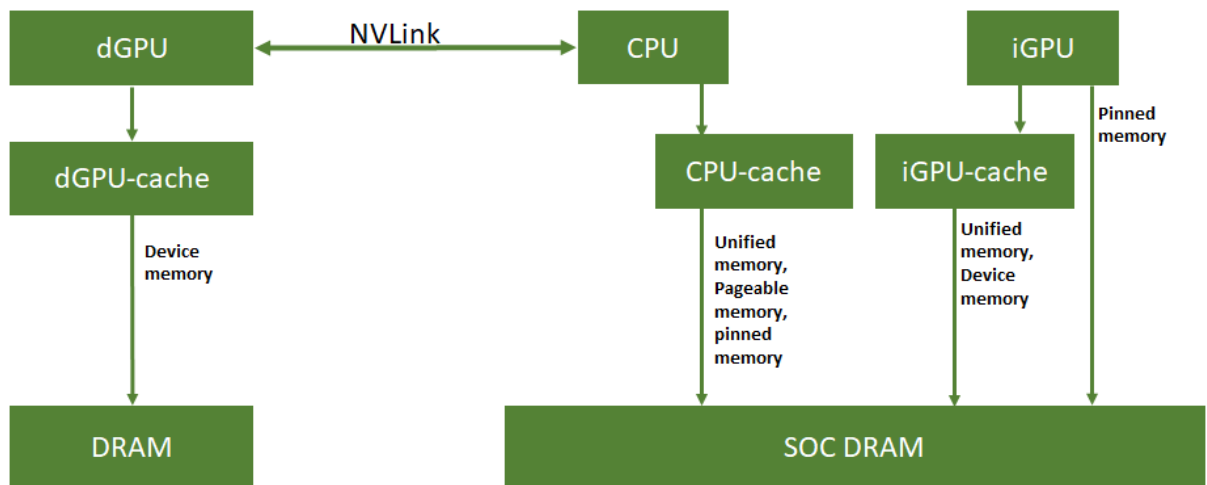 dGPU
NVLink
CPU
iGPU
Pinned
memory
dGPU-cache
CPU-cache
iGPU-cache
Device
memory
Unified
memory,
Pageable
memory,
pinned
memory
Unified
memory,
Device
memory
DRAM
SOC DRAM